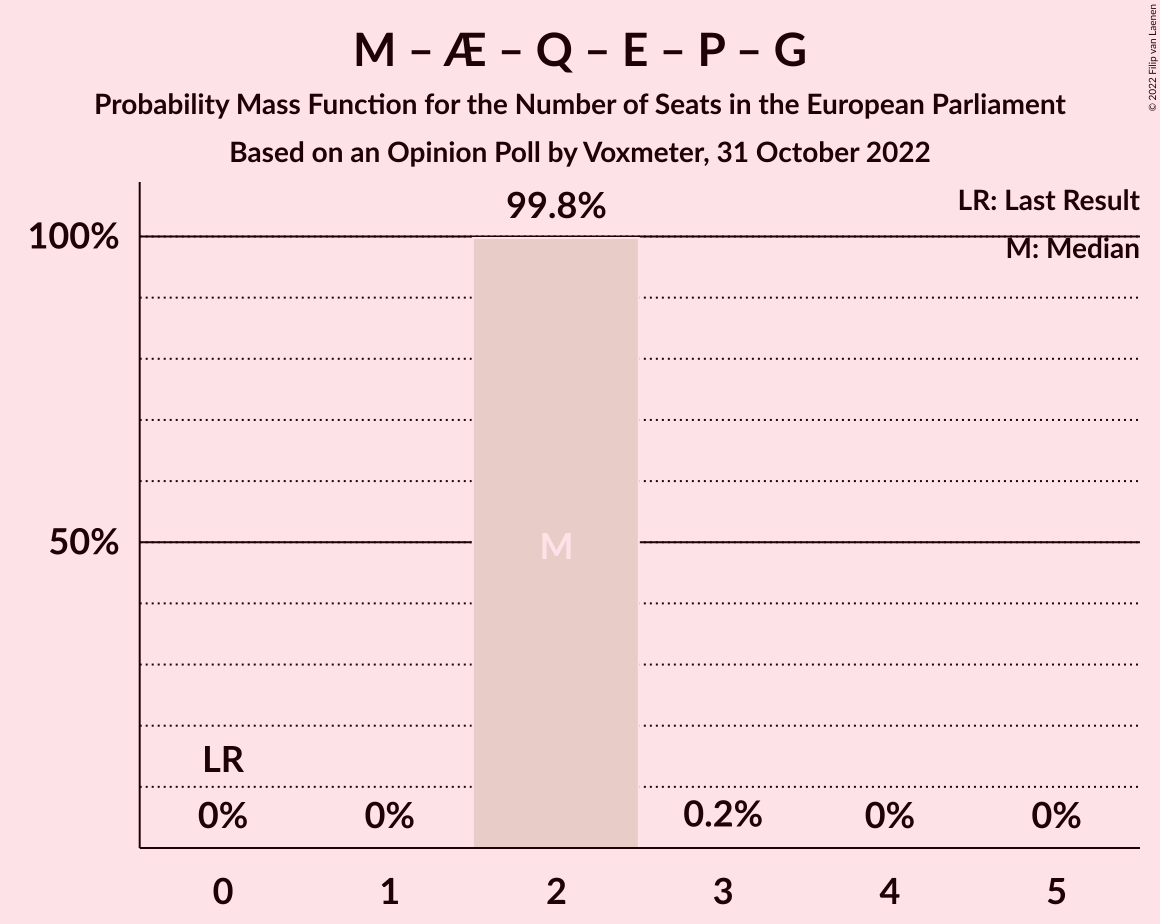 M – Æ – Q – E – P – G
Probability Mass Function for the Number of Seats in the European Parliament
Based on an Opinion Poll by Voxmeter, 31 October 2022
© 2022 Filip van Laenen
99.8%
LR: Last Result
M: Median
100%
50%
M
LR
0%
0%
0.2%
0%
0%
0
1
2
3
4
5